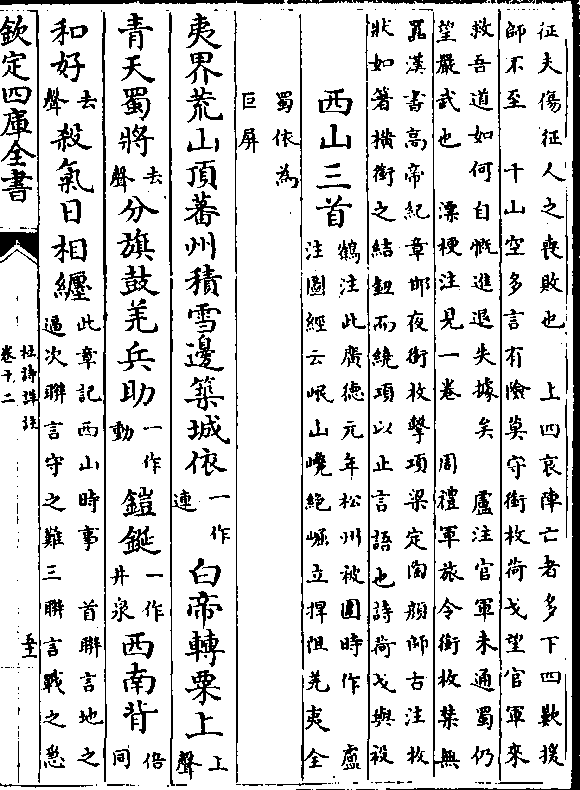 征夫傷征人之喪敗也　上四哀陣亡者多下四歎援
師不至　千山空多言有險莫守銜枚荷戈望官軍來
救吾道如何自慨進退失據矣　盧注官軍未通蜀仍
望嚴武也　漂梗注見一卷　周禮軍旅令銜枚禁無
囂漢書高帝紀章邯夜銜枚擊項梁定陶顏師古注枚
狀如箸橫銜之結鈕而繞項以止言語也詩荷戈與祋
西山三首
鶴注此廣德元年松州被圍時作　盧
注圖經云岷山巉絶崛立捍阻羌夷全
蜀依為
巨屏
夷界荒山頂蕃州積雪邊築城依一作連白帝轉粟上上聲
青天蜀將去聲分旗鼓羌兵助一作動鎧鋋一作井泉西南背倍同
和好去聲殺氣日相纏
此章記西山時事　首聯言地之
逼次聯言守之難三聯言戰之愁
欽定四庫全書
杜詩詳註
卷十二